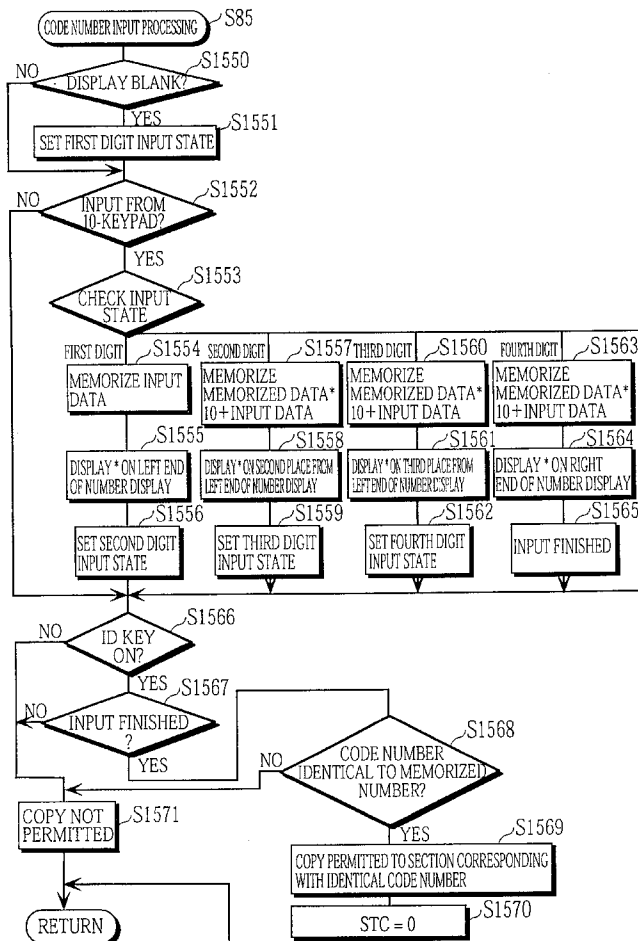 CODE NUMBER INPUT PROCESSING
S85
S1550
NO
DISPLAY BLANK?
YES
S1551
SET FIRST DIGIT INPUT STATE
S1552
NO
INPUT FROM
10-KEYPAD?
YES
S1553
CHECK INPUT
STATE
FIRST DIGIT
S1554
SECOND DIGIT
S1557
THIRD DIGIT
S1560
FOURTH DIGIT
S1563
MEMORIZE INPUT
DATA
MEMORIZE
MEMORIZED DATA*
10+INPUT DATA
MEMORIZE
MEMORIZED DATA*
10+INPUT DATA
MEMORIZE
MEMORIZED DATA*
10+INPUT DATA
S1555
S1558
S1561
S1564
DISPLAY * ON LEFT END
OF NUMBER DISPLAY
DISPLAY * ON SECOND PLACE FROM
LEFT END OF NUMBER DISPLAY
DISPLAY * ON THIRD PLACE FROM
LEFT END OF NUMBER DISPLAY
DISPLAY * ON RIGHT
END OF NUMBER DISPLAY
S1556
S1559
S1562
S1565
SET SECOND DIGIT
INPUT STATE
SET THIRD DIGIT
INPUT STATE
SET FOURTH DIGIT
INPUT STATE
INPUT FINISHED
S1566
NO
ID KEY
ON?
YES
S1567
NO
INPUT FINISHED
?
YES
S1568
NO
CODE NUMBER
IDENTICAL TO MEMORIZED
NUMBER?
YES
S1571
COPY NOT
PERMITTED
S1569
COPY PERMITTED TO SECTION CORRESPONDING
WITH IDENTICAL CODE NUMBER
S1570
STC = 0
RETURN